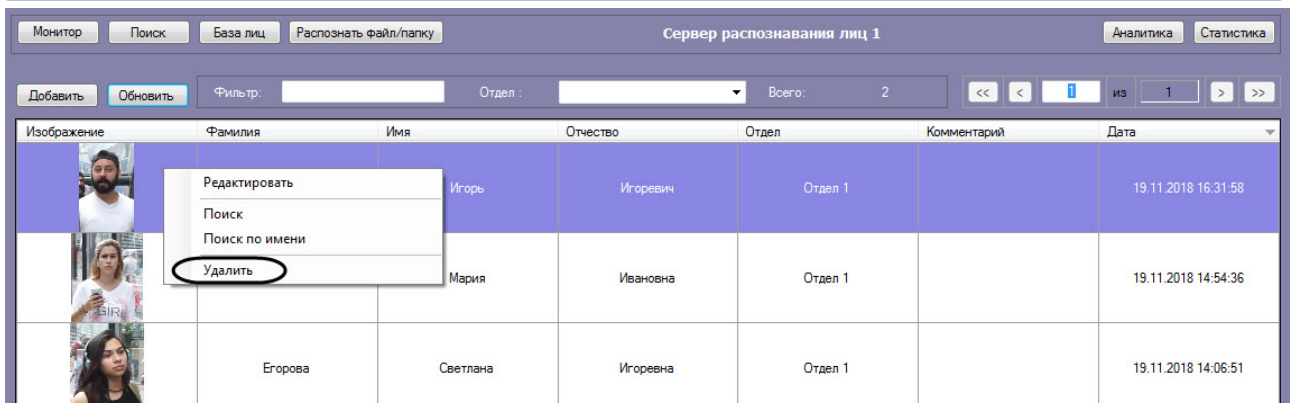 Монитор Поиск База лиц Распознать файл/папку Сервер распознавания лиц 1 Аналитика Статистика
Добавить Обновить Фильтр: Отдел : Всего: 2 << < 1 из 1 > >>
Изображение Фамилия Имя Отчество Отдел Комментарий Дата
Редактировать
Игорь Игоревич Отдел 1 19.11.2018 16:31:58
Поиск
Поиск по имени
Удалить
Мария Ивановна Отдел 1 19.11.2018 14:54:36
Егорова Светлана Игоревна Отдел 1 19.11.2018 14:06:51